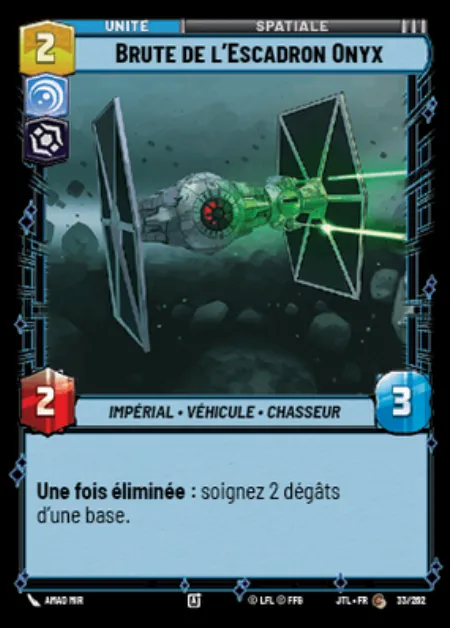 UNITÉ
SPATIALE
2
BRUTE DE L'ESCADRON ONYX
2
IMPÉRIAL • VÉHICULE • CHASSEUR
3
Une fois éliminée : soignez 2 dégâts
d'une base.
AMAD MIR
© LFL © FFG
JTL • FR
33/262